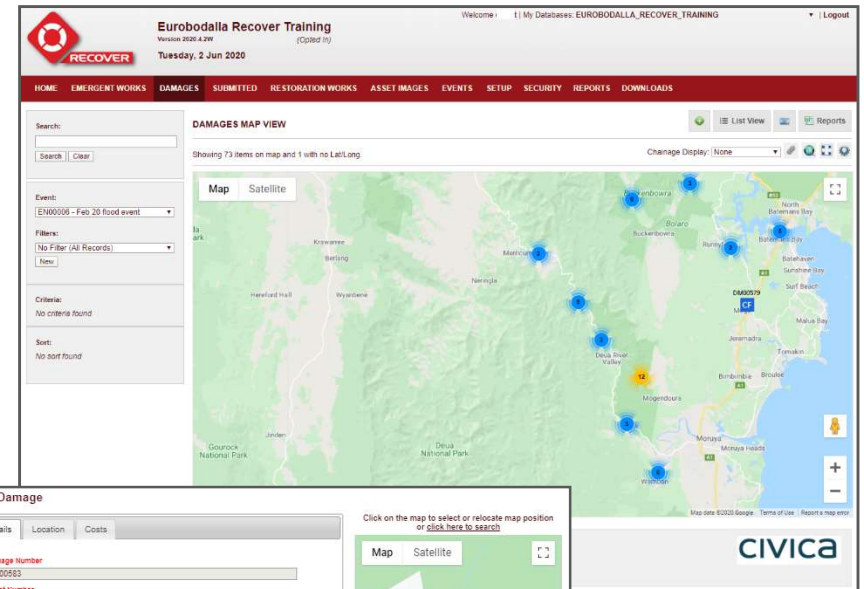 Eurobodalla Recover Training
Version 2020.4.2W (Opted In)
Tuesday, 2 Jun 2020
RECOVER
Welcome t | My Databases: EUROBODALLA_RECOVER_TRAINING | Logout
HOME EMERGENT WORKS DAMAGES SUBMITTED RESTORATION WORKS ASSET IMAGES EVENTS SETUP SECURITY REPORTS DOWNLOADS
Search:
Search Clear
Event:
EN00006 - Feb 20 flood event
Filters:
No Filter (All Records)
New
Criteria:
No criteria found
Sort:
No sort found
DAMAGES MAP VIEW
List View Reports
Showing 73 items on map and 1 with no Lat/Long.
Chainage Display: None
Map Satellite
Buckenbowra
North
Batemans Bay
Bolaro
Buckenbowra
Krawarree
Berlang
Batehaven
Sunshine Bay
Neringla
Surf Beach
Hereford Hall Wyanbene
DM00579
CF
Malua Bay
Jeremadra
Tomakin
Deua River
Valley
12
Bimbimbie Broulee
Mogendoura
Jinden
Gourock
National Park
Deua
National Park
Moruya
Moruya Heads
A1
Wamban
Map data ©2020 Google Terms of Use Report a map error
CIVICA
Damage
Location Costs
Click on the map to select or relocate map position
or click here to search
Map Satellite